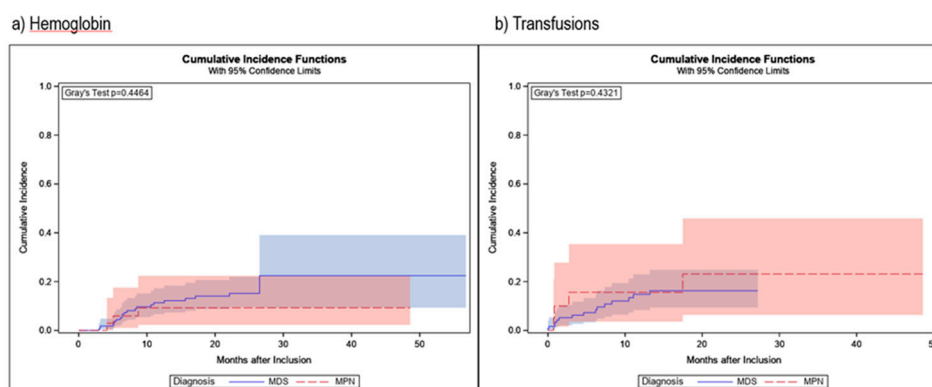 a) Hemoglobin
b) Transfusions
Cumulative Incidence Functions
With 95% Confidence Limits
Gray's Test p=0.4464
1.0
0.8
0.6
0.4
0.2
0.0
Cumulative Incidence
0 10 20 30 40 50
Months after Inclusion
Diagnosis MDS MPN
Cumulative Incidence Functions
With 95% Confidence Limits
Gray's Test p=0.4321
1.0
0.8
0.6
0.4
0.2
0.0
Cumulative Incidence
0 10 20 30 40 50
Months after Inclusion
Diagnosis MDS MPN